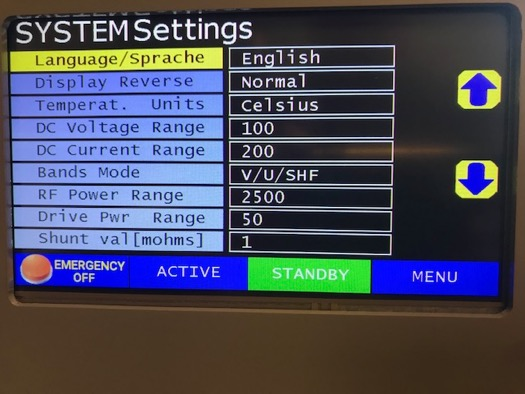 SYSTEM Settings
Language/Sprache English
Display Reverse Normal
Temperat. Units Celsius
DC Voltage Range 100
DC Current Range 200
Bands Mode V/U/SHF
RF Power Range 2500
Drive Pwr Range 50
Shunt val[mohms] 1
EMERGENCY OFF ACTIVE STANDBY MENU